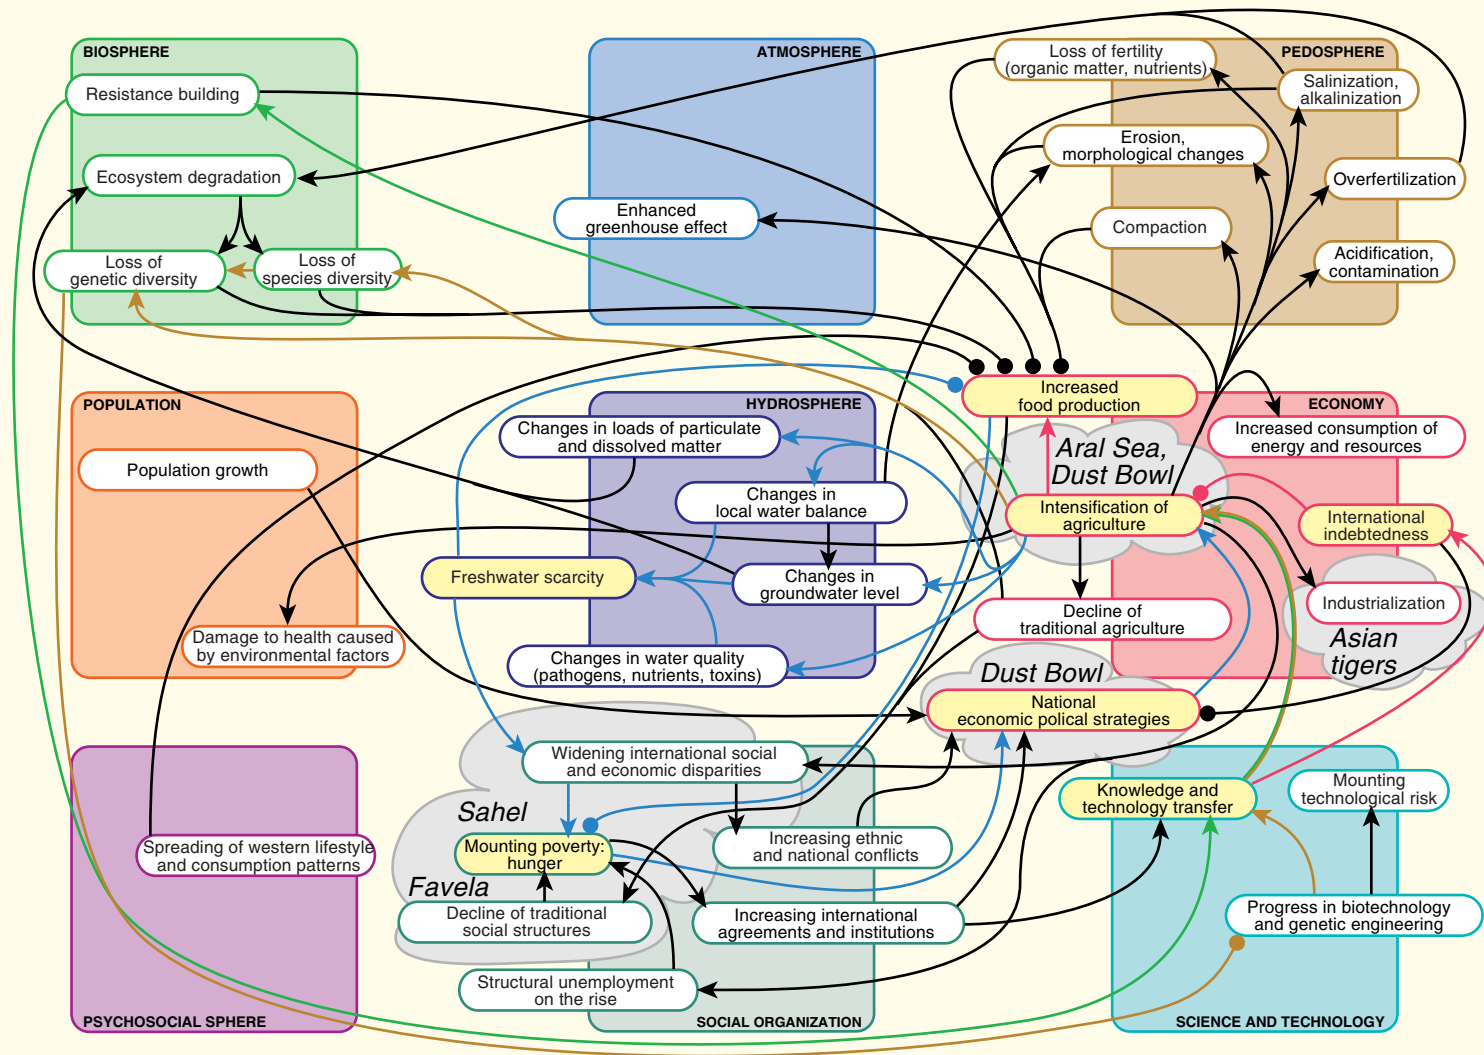 BIOSPHERE
Resistance building
Ecosystem degradation
Loss of
genetic diversity
Loss of
species diversity
ATMOSPHERE
Enhanced
greenhouse effect
PEDOSPHERE
Loss of fertility
(organic matter, nutrients)
Salinization,
alkalinization
Erosion,
morphological changes
Overfertilization
Compaction
Acidification,
contamination
POPULATION
Population growth
Damage to health caused
by environmental factors
HYDROSPHERE
Changes in loads of particulate
and dissolved matter
Changes in
local water balance
Freshwater scarcity
Changes in
groundwater level
Changes in water quality
(pathogens, nutrients, toxins)
Increased
food production
ECONOMY
Increased consumption of
energy and resources
Aral Sea,
Dust Bowl
Intensification of
agriculture
International
indebtedness
Decline of
traditional agriculture
Industrialization
Asian
tigers
Dust Bowl
National
economic polical strategies
PSYCHOSOCIAL SPHERE
Spreading of western lifestyle
and consumption patterns
Widening international social
and economic disparities
Sahel
Mounting poverty:
hunger
Favela
Increasing ethnic
and national conflicts
Decline of traditional
social structures
Increasing international
agreements and institutions
Structural unemployment
on the rise
SOCIAL ORGANIZATION
Knowledge and
technology transfer
Mounting
technological risk
Progress in biotechnology
and genetic engineering
SCIENCE AND TECHNOLOGY